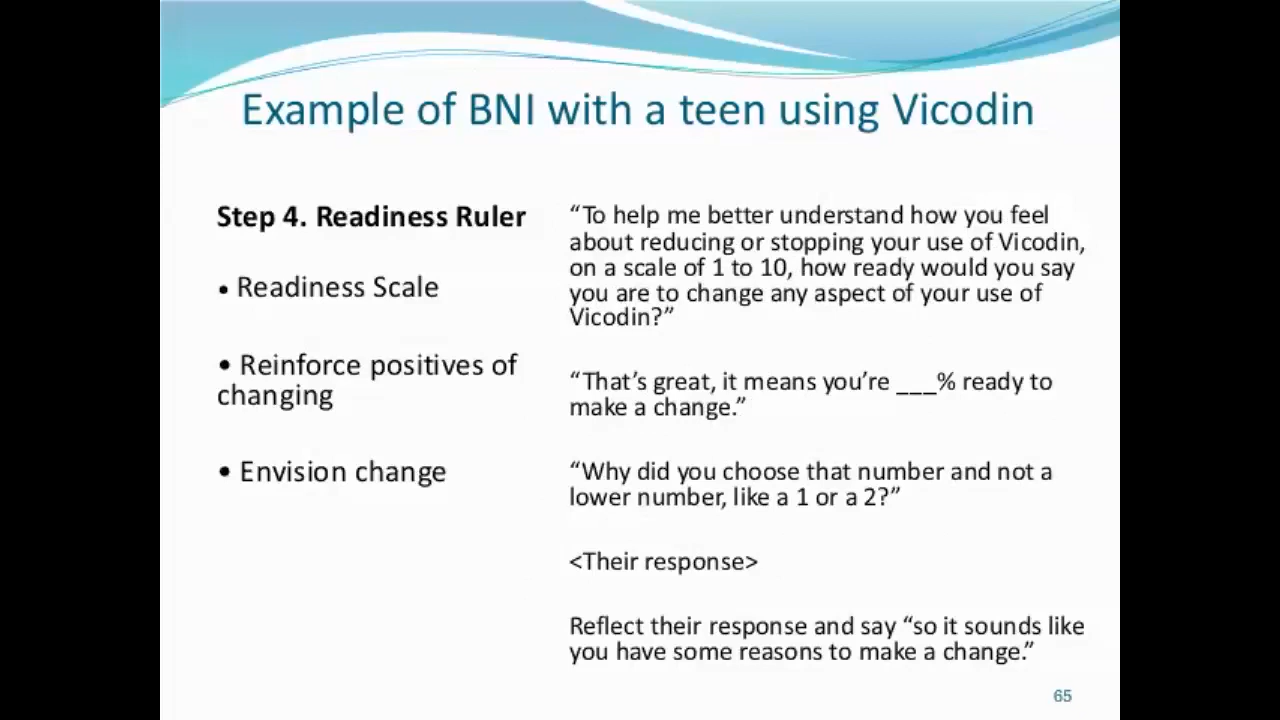 Example of BNI with a teen using Vicodin
Step 4. Readiness Ruler
• Readiness Scale
• Reinforce positives of
changing
• Envision change
“To help me better understand how you feel
about reducing or stopping your use of Vicodin,
on a scale of 1 to 10, how ready would you say
you are to change any aspect of your use of
Vicodin?”
“That’s great, it means you’re ___% ready to
make a change.”
“Why did you choose that number and not a
lower number, like a 1 or a 2?”
<Their response>
Reflect their response and say “so it sounds like
you have some reasons to make a change.”
65